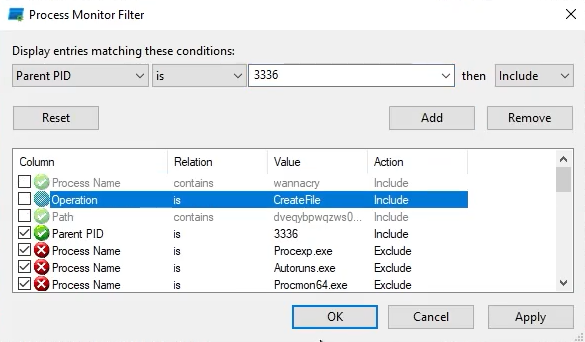 Process Monitor Filter
Display entries matching these conditions:
Parent PID is 3336 then Include
Reset Add Remove
Column Relation Value Action
Process Name contains wannacry Include
Operation is CreateFile Include
Path contains dveqybpwqzws0... Include
Parent PID is 3336 Include
Process Name is Procexp.exe Exclude
Process Name is Autoruns.exe Exclude
Process Name is Procmon64.exe Exclude
OK Cancel Apply